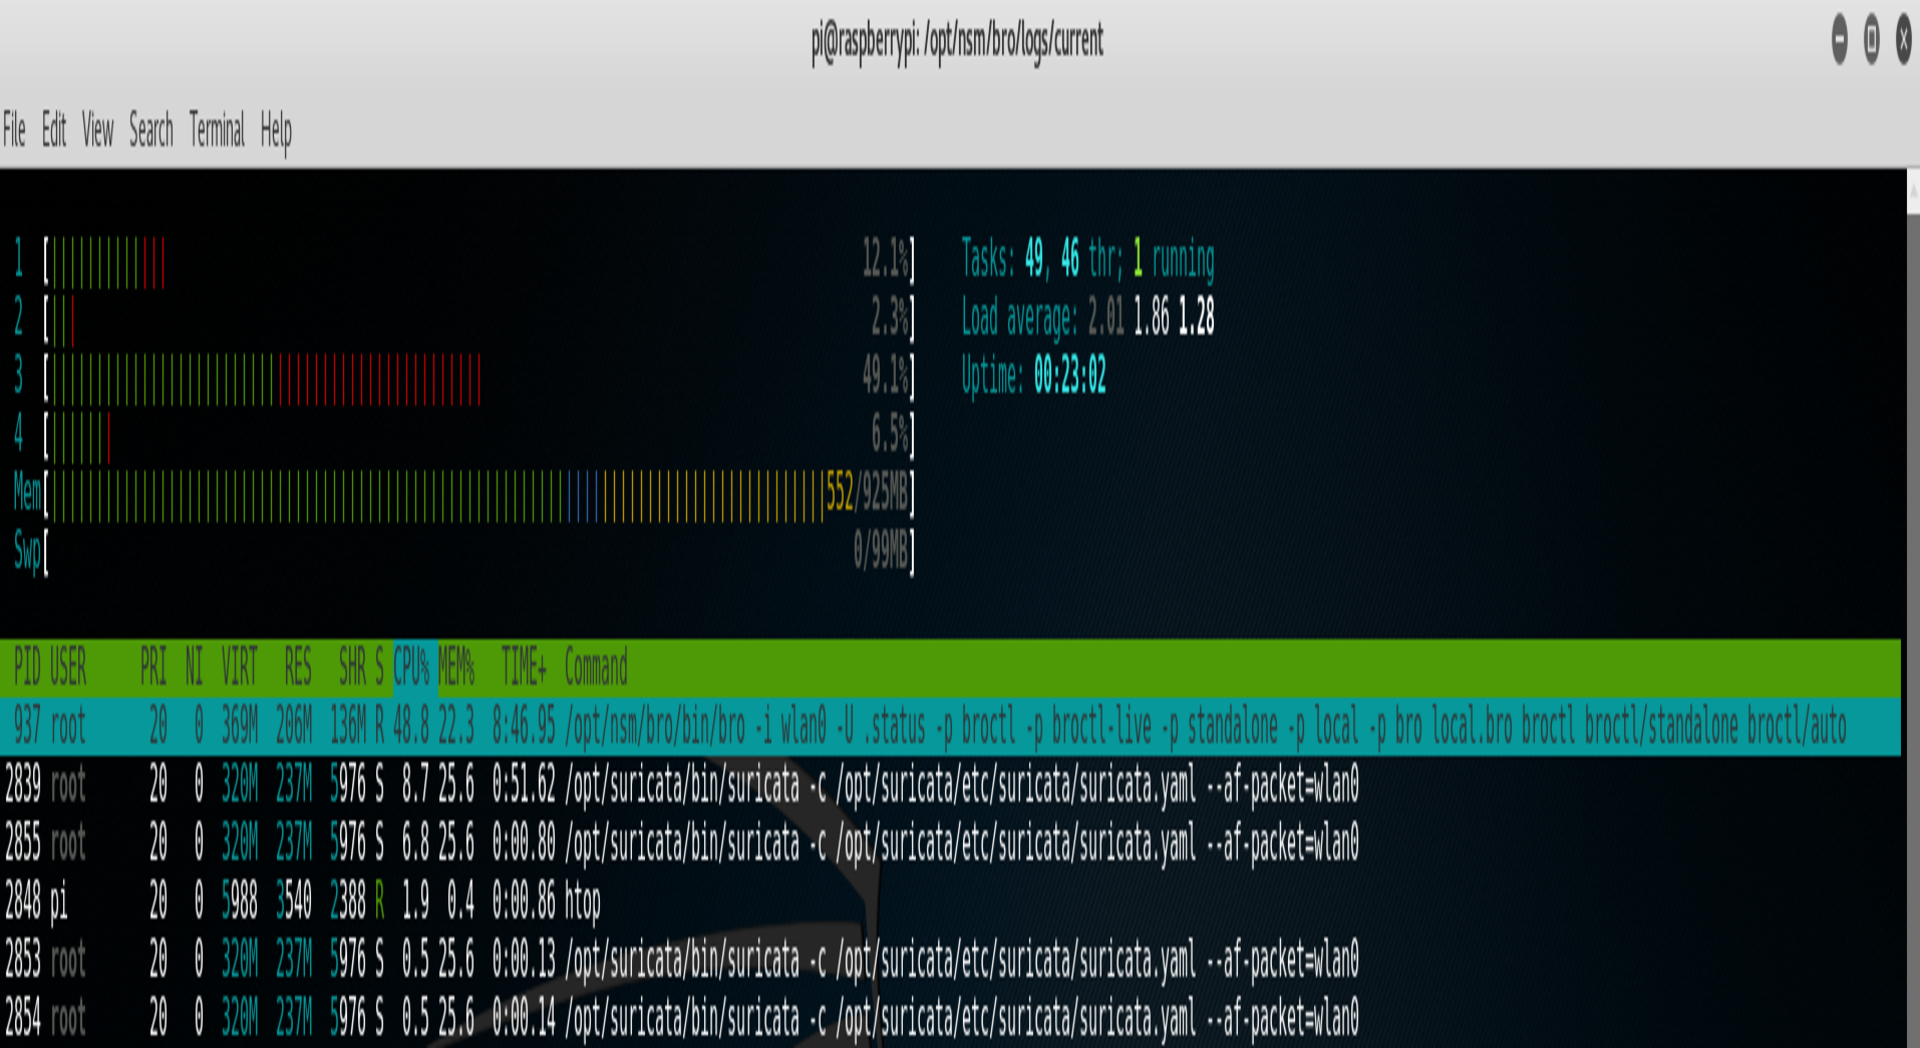 pi@raspberrypi: /opt/nsm/bro/logs/current
File Edit View Search Terminal Help
1 [ 12.1%] Tasks: 49, 46 thr; 1 running
2 [ 2.3%] Load average: 2.01 1.86 1.28
3 [ 49.1%] Uptime: 00:23:02
4 [ 6.5%]
Mem[ 552/925MB]
Swp[ 0/99MB]
PID USER PRI NI VIRT RES SHR S CPU% MEM% TIME+ Command
937 root 20 0 369M 206M 136M R 48.8 22.3 8:46.95 /opt/nsm/bro/bin/bro -i wlan0 -U .status -p broctl -p broctl-live -p standalone -p local -p bro local.bro broctl broctl/standalone broctl/auto
2839 root 20 0 320M 237M 5976 S 8.7 25.6 0:51.62 /opt/suricata/bin/suricata -c /opt/suricata/etc/suricata/suricata.yaml --af-packet=wlan0
2855 root 20 0 320M 237M 5976 S 6.8 25.6 0:00.80 /opt/suricata/bin/suricata -c /opt/suricata/etc/suricata/suricata.yaml --af-packet=wlan0
2848 pi 20 0 5988 3540 2388 R 1.9 0.4 0:00.86 htop
2853 root 20 0 320M 237M 5976 S 0.5 25.6 0:00.13 /opt/suricata/bin/suricata -c /opt/suricata/etc/suricata/suricata.yaml --af-packet=wlan0
2854 root 20 0 320M 237M 5976 S 0.5 25.6 0:00.14 /opt/suricata/bin/suricata -c /opt/suricata/etc/suricata/suricata.yaml --af-packet=wlan0